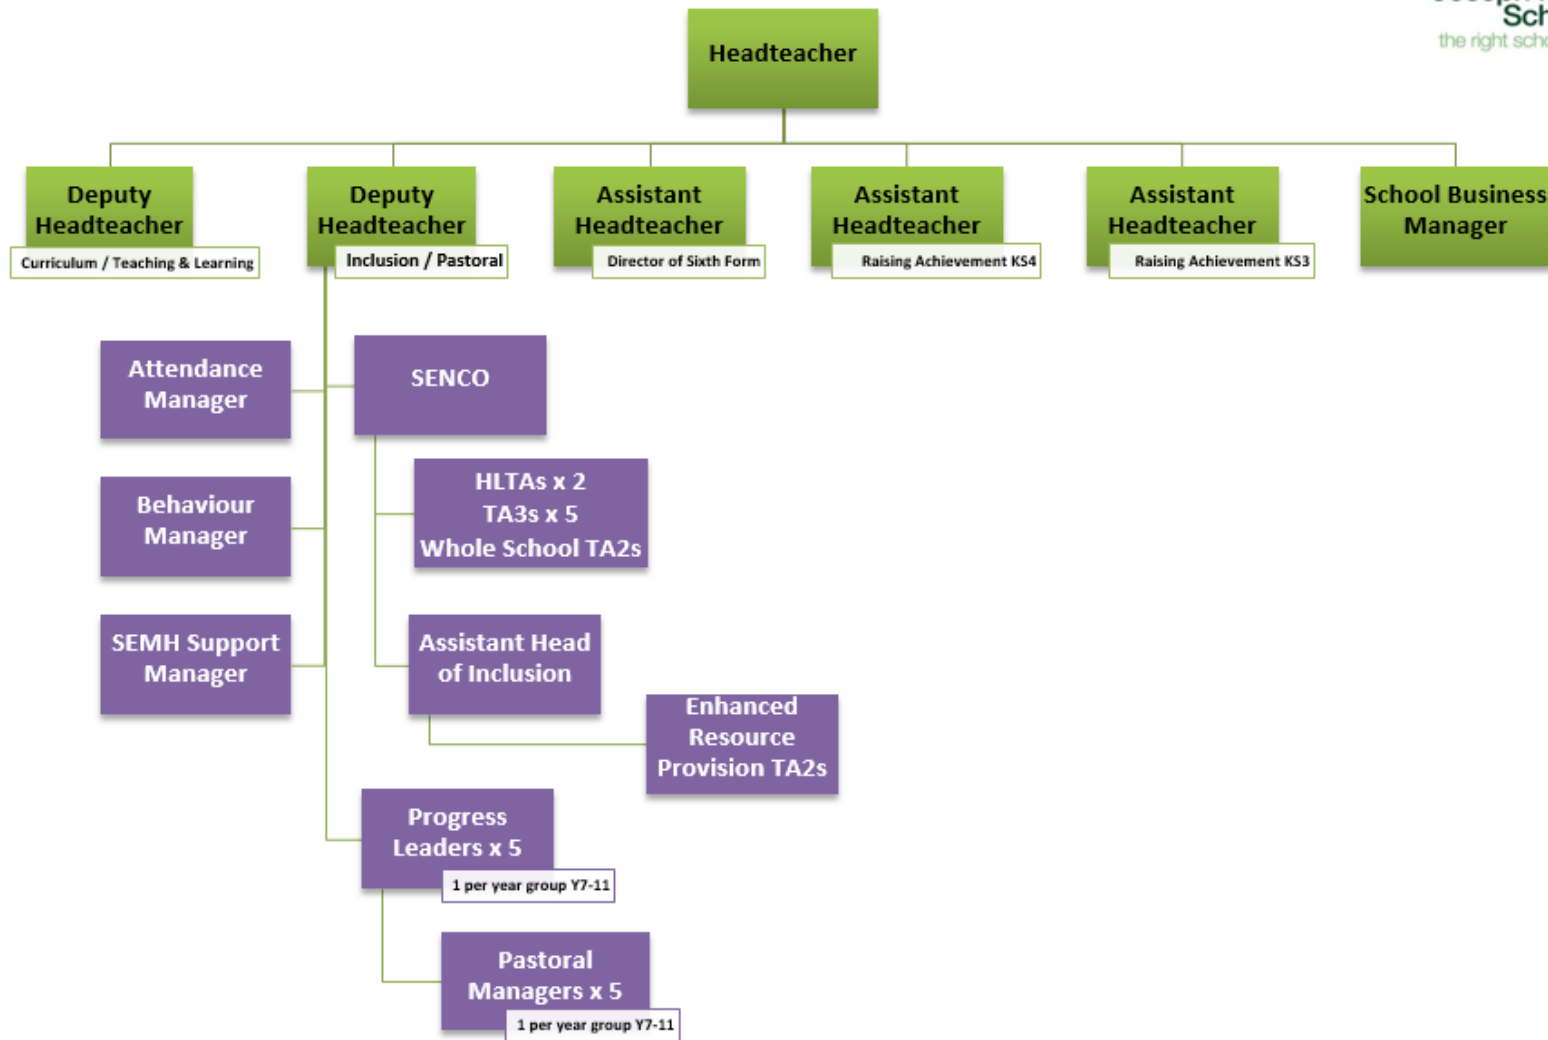 Sch
the right scho
Headteacher
Deputy
Headteacher
Curriculum / Teaching & Learning
Deputy
Headteacher
Inclusion / Pastoral
Assistant
Headteacher
Director of Sixth Form
Assistant
Headteacher
Raising Achievement KS4
Assistant
Headteacher
Raising Achievement KS3
School Business
Manager
Attendance
Manager
SENCO
Behaviour
Manager
HLTAs x 2
TA3s x 5
Whole School TA2s
SEMH Support
Manager
Assistant Head
of Inclusion
Enhanced
Resource
Provision TA2s
Progress
Leaders x 5
1 per year group Y7-11
Pastoral
Managers x 5
1 per year group Y7-11